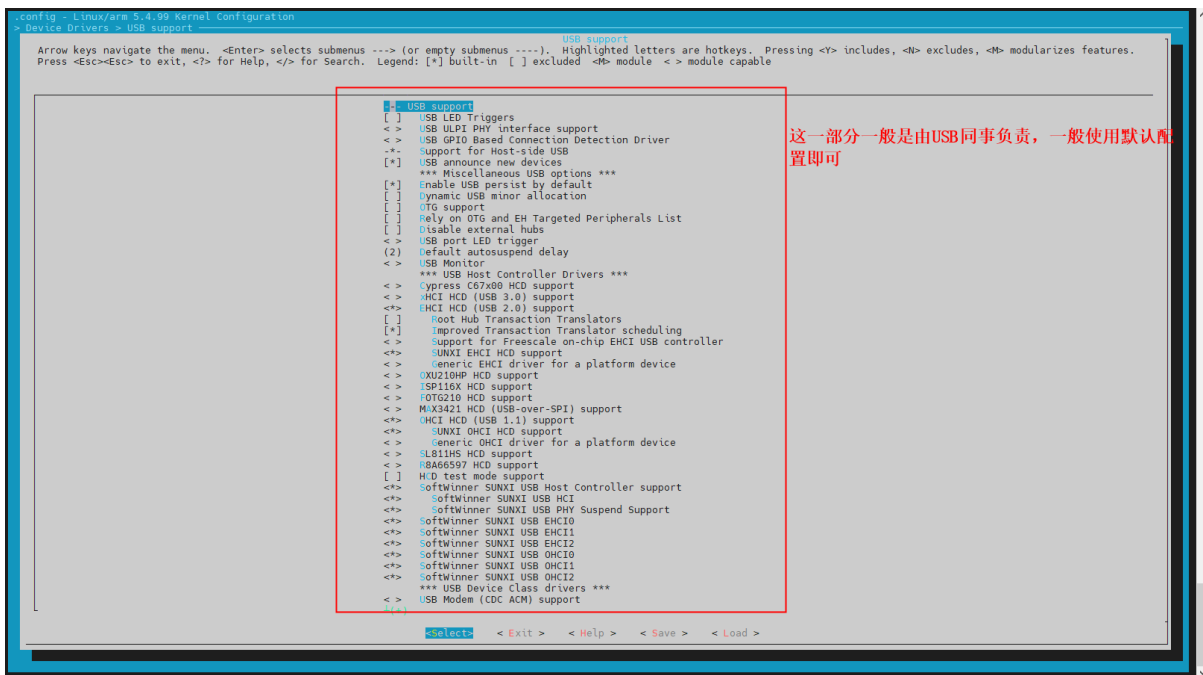 .config - Linux/arm 5.4.99 Kernel Configuration
> Device Drivers > USB support
USB support
Arrow keys navigate the menu.  <Enter> selects submenus ---> (or empty submenus ----).  Highlighted letters are hotkeys.  Pressing <Y> includes, <N> excludes, <M> modularizes features.
Press <Esc><Esc> to exit, <?> for Help, </> for Search.  Legend: [*] built-in  [ ] excluded  <M> module  < > module capable
--- USB support
[ ]   USB LED Triggers
< >   USB ULPI PHY interface support
< >   USB GPIO Based Connection Detection Driver
-*-   Support for Host-side USB
[*]   USB announce new devices
*** Miscellaneous USB options ***
[*]   Enable USB persist by default
[ ]   Dynamic USB minor allocation
[ ]   OTG support
[ ]   Rely on OTG and EH Targeted Peripherals List
[ ]   Disable external hubs
< >   USB port LED trigger
(2)   Default autosuspend delay
< >   USB Monitor
*** USB Host Controller Drivers ***
< >   Cypress C67x00 HCD support
< >   xHCI HCD (USB 3.0) support
<*>   EHCI HCD (USB 2.0) support
[ ]     Root Hub Transaction Translators
[*]     Improved Transaction Translator scheduling
< >     Support for Freescale on-chip EHCI USB controller
<*>     SUNXI EHCI HCD support
< >     Generic EHCI driver for a platform device
< >   OXU210HP HCD support
< >   ISP116X HCD support
< >   FOTG210 HCD support
< >   MAX3421 HCD (USB-over-SPI) support
<*>   OHCI HCD (USB 1.1) support
<*>     SUNXI OHCI HCD support
< >     Generic OHCI driver for a platform device
< >   SL811HS HCD support
< >   R8A66597 HCD support
[ ]   HCD test mode support
<*>   SoftWinner SUNXI USB Host Controller support
<*>     SoftWinner SUNXI USB HCI
<*>     SoftWinner SUNXI USB PHY Suspend Support
<*>   SoftWinner SUNXI USB EHCI0
<*>   SoftWinner SUNXI USB EHCI1
<*>   SoftWinner SUNXI USB EHCI2
<*>   SoftWinner SUNXI USB OHCI0
<*>   SoftWinner SUNXI USB OHCI1
<*>   SoftWinner SUNXI USB OHCI2
*** USB Device Class drivers ***
< >   USB Modem (CDC ACM) support
↓(+)
这一部分一般是由USB同事负责，一般使用默认配
置即可
<Select>    < Exit >    < Help >    < Save >    < Load >